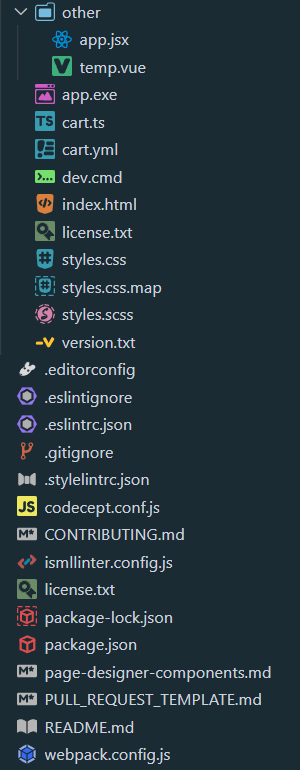 other
app.jsx
temp.vue
app.exe
TS cart.ts
cart.yml
dev.cmd
index.html
license.txt
styles.css
styles.css.map
styles.scss
version.txt
.editorconfig
.eslintignore
.eslintrc.json
.gitignore
.stylelintrc.json
JS codecept.conf.js
M* CONTRIBUTING.md
ismllinter.config.js
license.txt
package-lock.json
package.json
M* page-designer-components.md
M* PULL_REQUEST_TEMPLATE.md
README.md
webpack.config.js